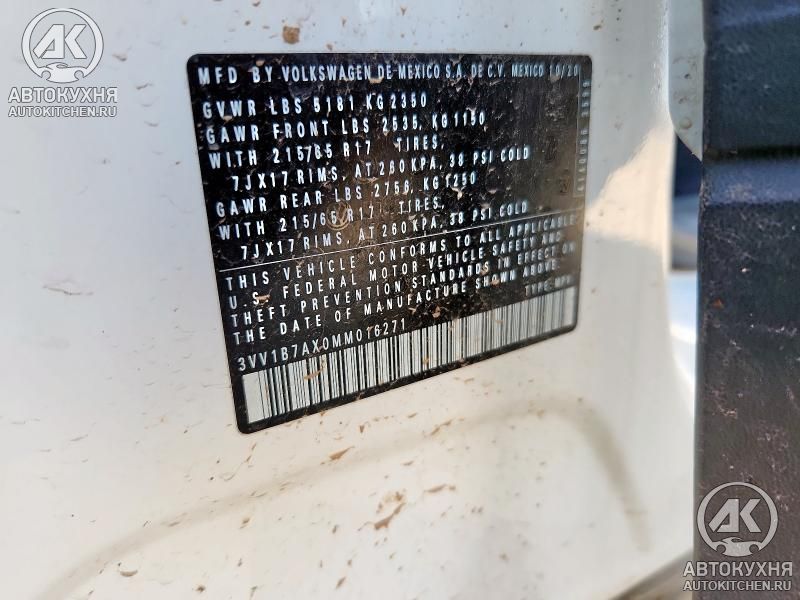 АК
АВТОКУХНЯ
AUTOKITCHEN.RU
MFD BY VOLKSWAGEN DE MEXICO S.A. DE C.V. MEXICO 10/20
GVWR LBS 5181 KG 2350
GAWR FRONT LBS 2535, KG 1150
WITH 215/65 R17 TIRES,
7JX17 RIMS, AT 260 KPA, 38 PSI COLD
GAWR REAR LBS 2756, KG 1250
WITH 215/65 R17 TIRES,
7JX17 RIMS, AT 260 KPA, 38 PSI COLD
THIS VEHICLE CONFORMS TO ALL APPLICABLE
U.S. FEDERAL MOTOR VEHICLE SAFETY AND
THEFT PREVENTION STANDARDS IN EFFECT ON
THE DATE OF MANUFACTURE SHOWN ABOVE.
TYPE:
3VV1B7AX0MM016271
АК
АВТОКУХНЯ
AUTOKITCHEN.RU